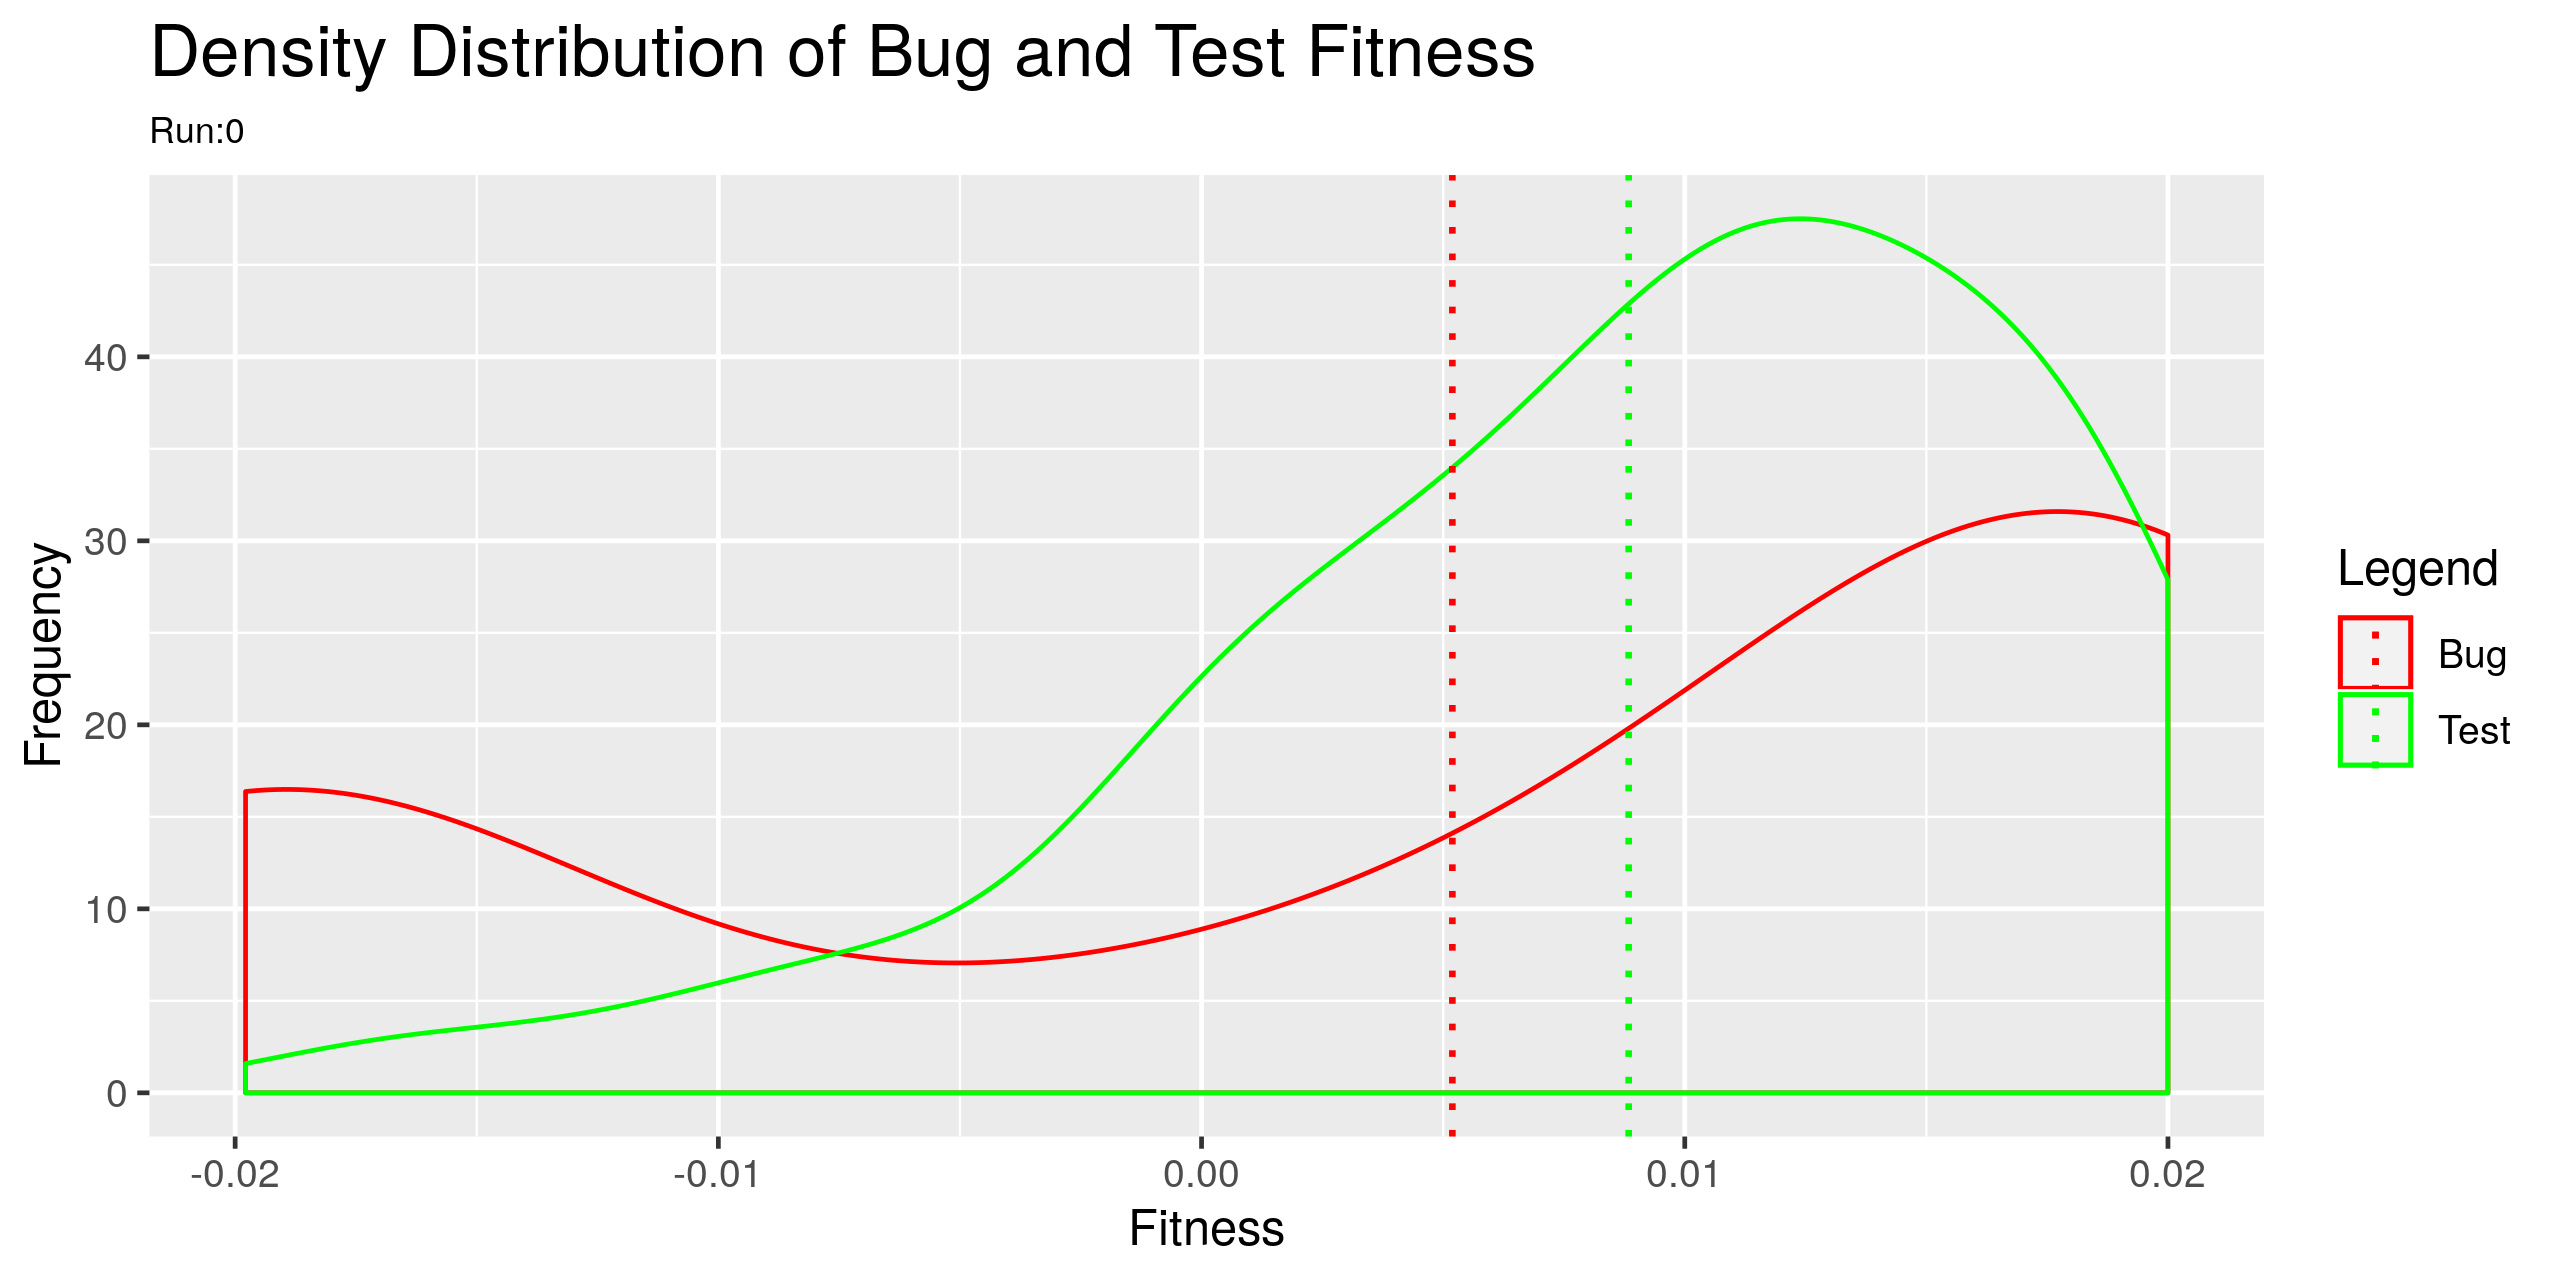 Density Distribution of Bug and Test Fitness
Run:0
Frequency
40
30
20
10
0
-0.02
-0.01
0.00
0.01
0.02
Fitness
Legend
Bug
Test